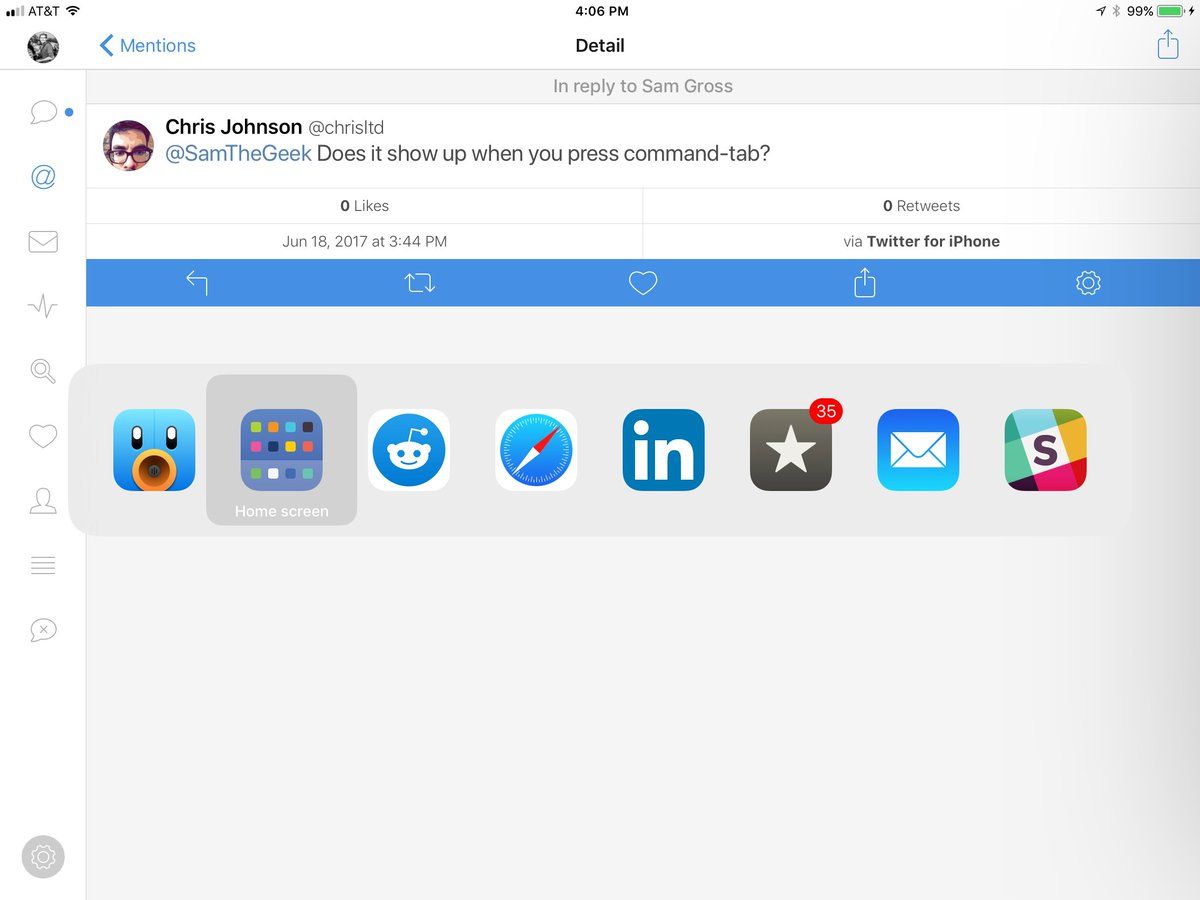 AT&T 4:06 PM 99%
Mentions Detail
In reply to Sam Gross
Chris Johnson @chrisltd
@SamTheGeek Does it show up when you press command-tab?
0 Likes 0 Retweets
Jun 18, 2017 at 3:44 PM via Twitter for iPhone
35
in S
Home screen